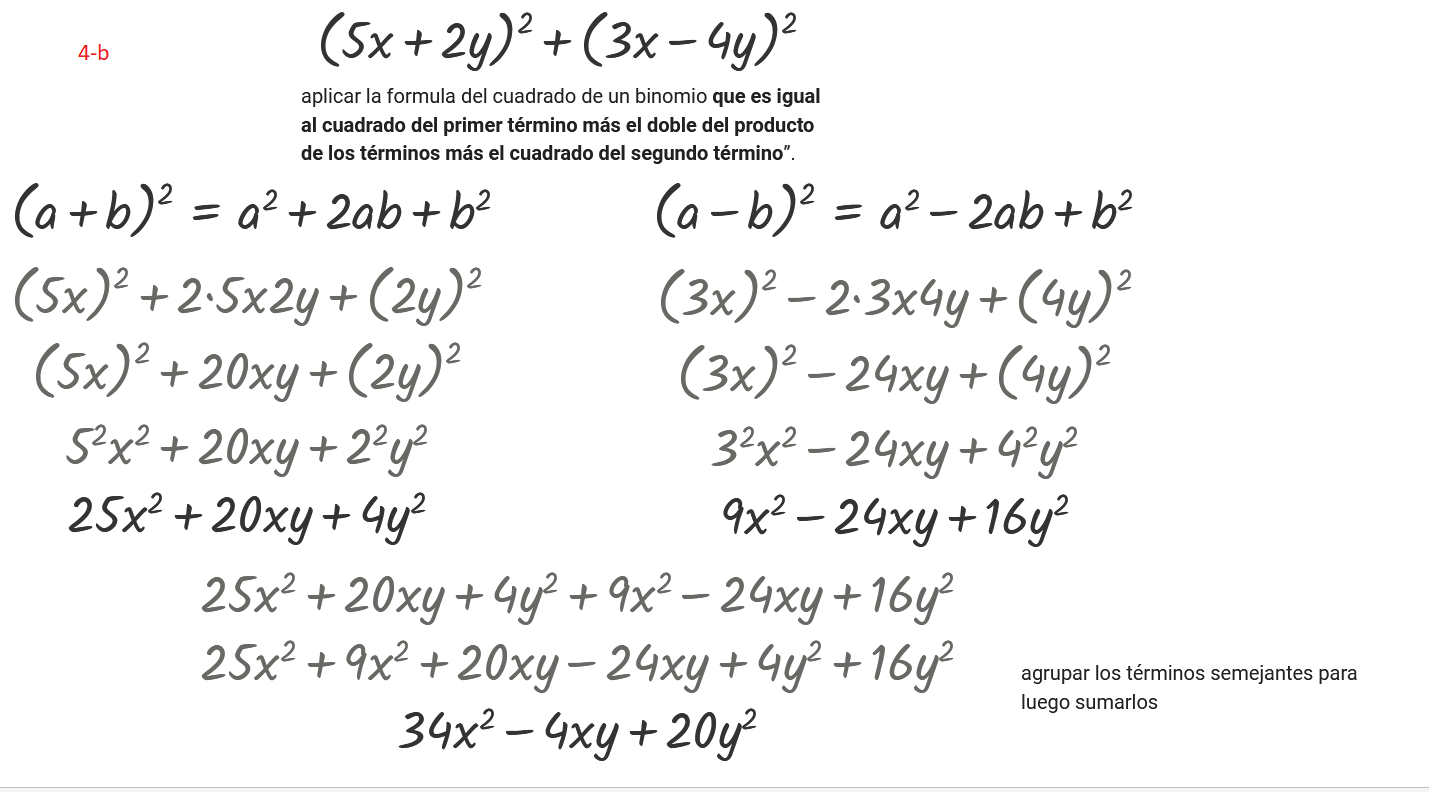 (5x + 2y)² + (3x − 4y)²
4-b
aplicar la formula del cuadrado de un binomio que es igual
al cuadrado del primer término más el doble del producto
de los términos más el cuadrado del segundo término”.
(a + b)² = a² + 2ab + b²
(a − b)² = a² − 2ab + b²
(5x)² + 2·5x2y + (2y)²
(3x)² − 2·3x4y + (4y)²
(5x)² + 20xy + (2y)²
(3x)² − 24xy + (4y)²
5²x² + 20xy + 2²y²
3²x² − 24xy + 4²y²
25x² + 20xy + 4y²
9x² − 24xy + 16y²
25x² + 20xy + 4y² + 9x² − 24xy + 16y²
25x² + 9x² + 20xy − 24xy + 4y² + 16y²
agrupar los términos semejantes para
luego sumarlos
34x² − 4xy + 20y²